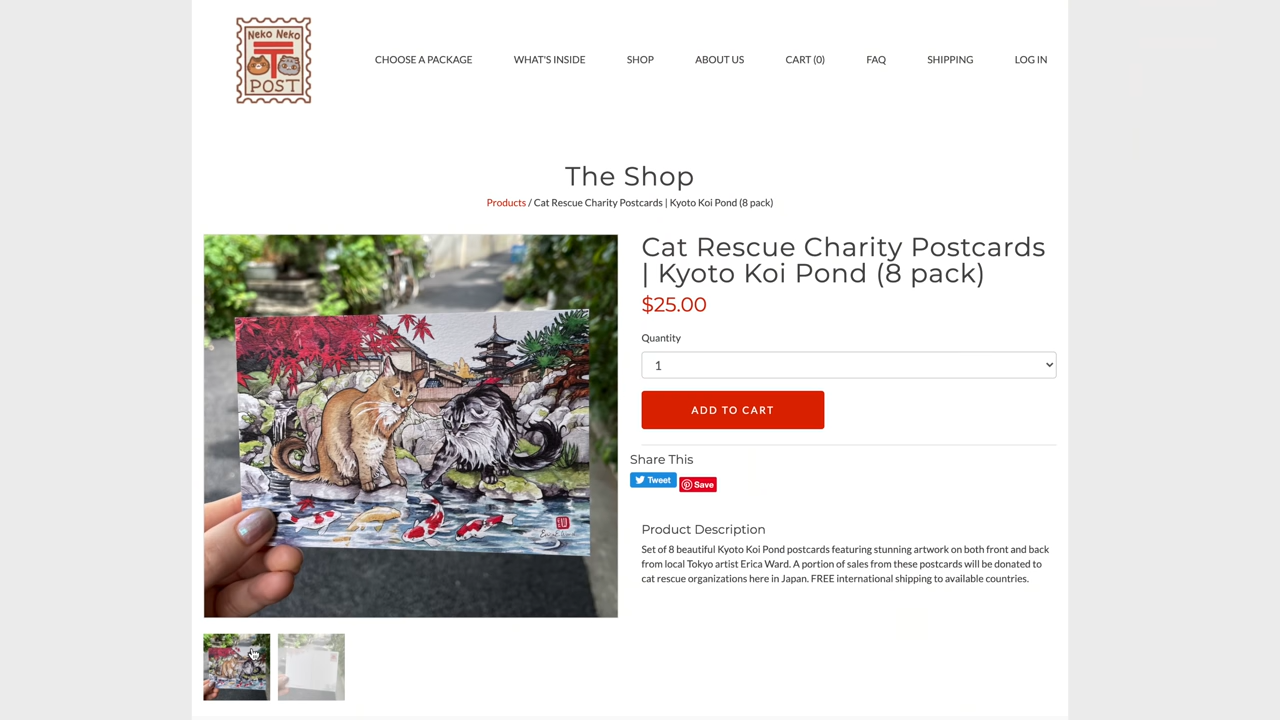 Neko Neko
POST
CHOOSE A PACKAGE
WHAT'S INSIDE
SHOP
ABOUT US
CART (0)
FAQ
SHIPPING
LOG IN
The Shop
Products / Cat Rescue Charity Postcards | Kyoto Koi Pond (8 pack)
Cat Rescue Charity Postcards
| Kyoto Koi Pond (8 pack)
$25.00
Quantity
1
ADD TO CART
Share This
Tweet
Save
Product Description
Set of 8 beautiful Kyoto Koi Pond postcards featuring stunning artwork on both front and back
from local Tokyo artist Erica Ward. A portion of sales from these postcards will be donated to
cat rescue organizations here in Japan. FREE international shipping to available countries.